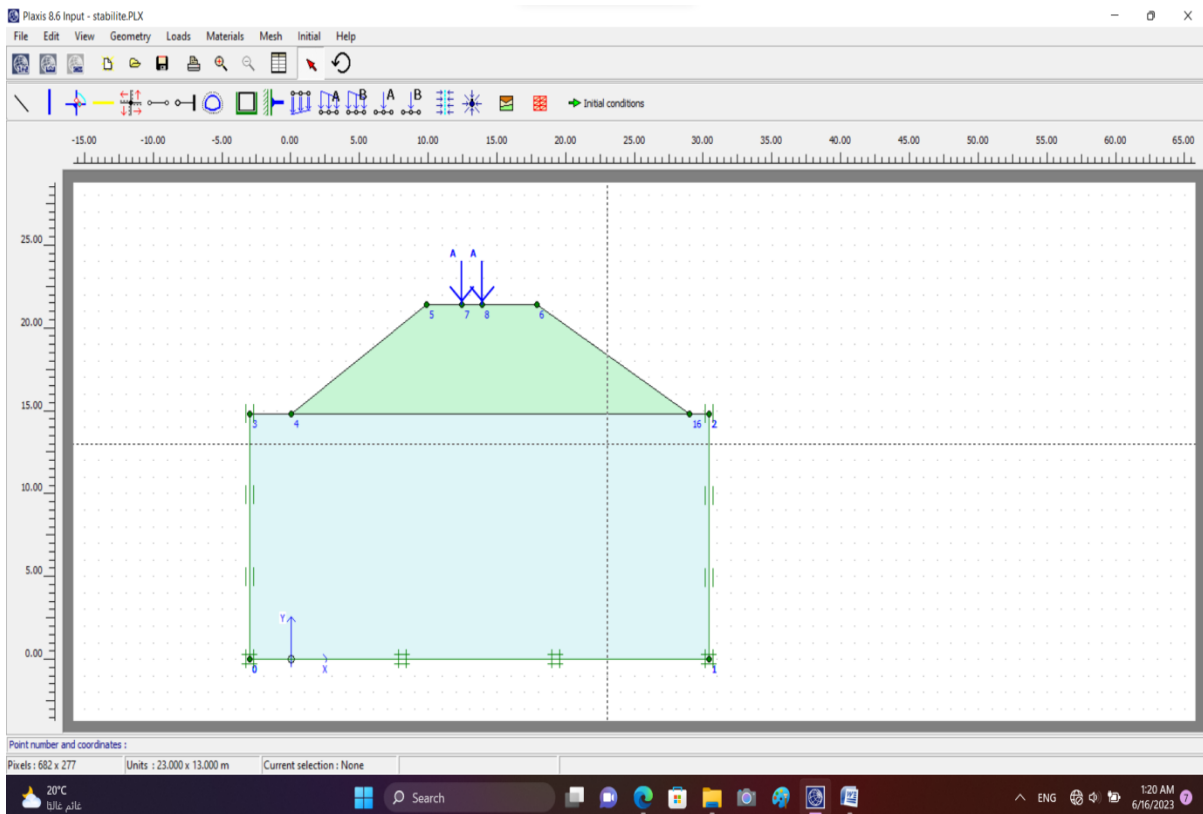 Plaxis 8.6 Input - stabilite.PLX
File Edit View Geometry Loads Materials Mesh Initial Help
A B A B Initial conditions
-15.00 -10.00 -5.00 0.00 5.00 10.00 15.00 20.00 25.00 30.00 35.00 40.00 45.00 50.00 55.00 60.00 65.00
25.00
A A
20.00
5 7 8 6
15.00
3 4 16 2
10.00
5.00
Y
0.00
0 X 1
Point number and coordinates :
Pixels : 682 x 277 Units : 23.000 x 13.000 m Current selection : None
20°C
غائم غالبًا
Search
ENG
1:20 AM
6/16/2023
7